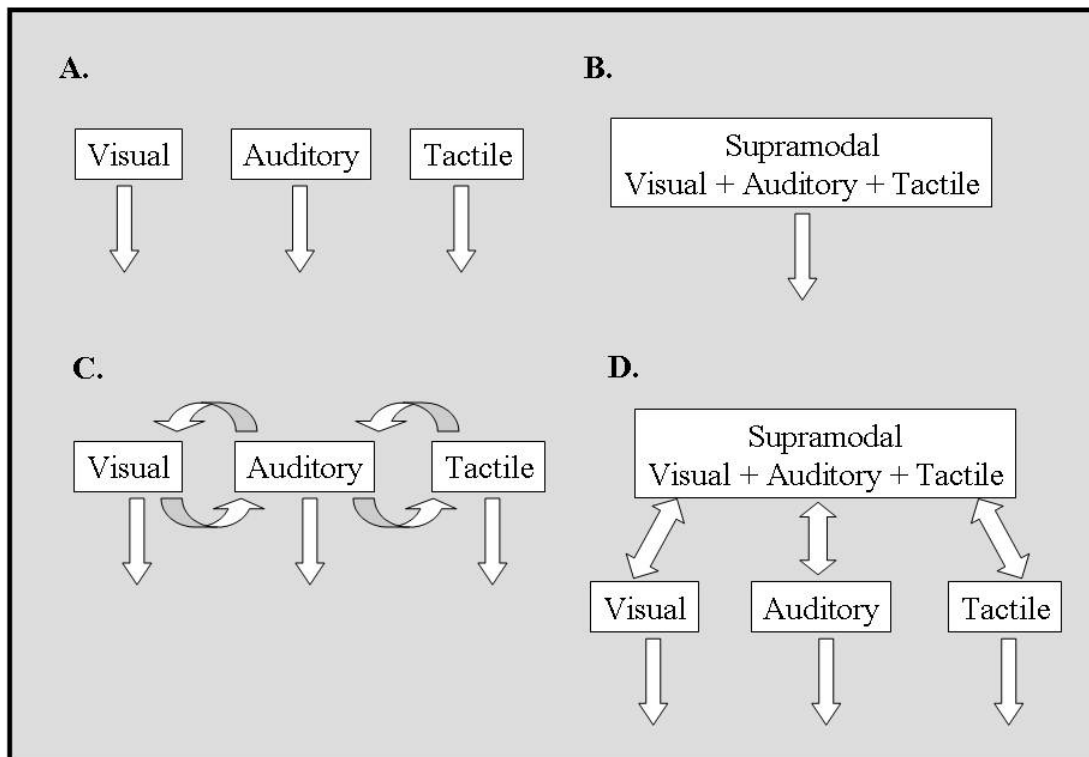 A.
Visual
Auditory
Tactile
B.
Supramodal
Visual + Auditory + Tactile
C.
Visual
Auditory
Tactile
D.
Supramodal
Visual + Auditory + Tactile
Visual
Auditory
Tactile